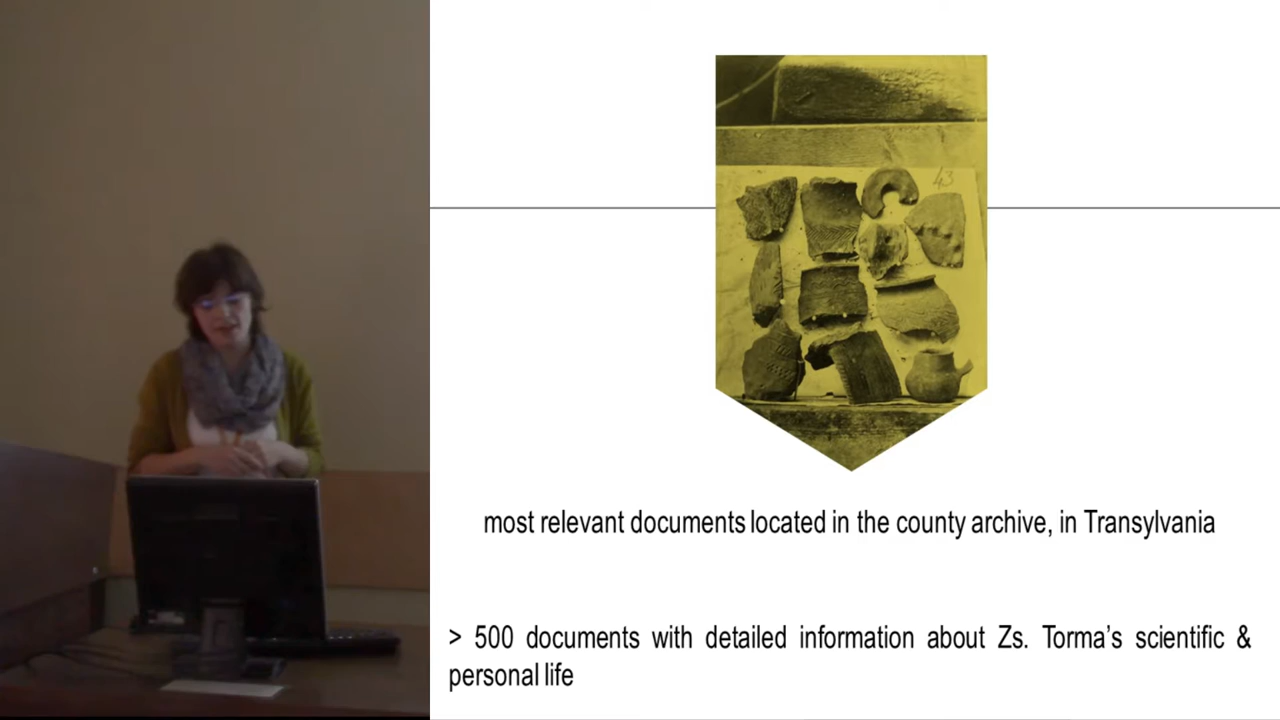 43
most relevant documents located in the county archive, in Transylvania
> 500 documents with detailed information about Zs. Torma’s scientific &
personal life